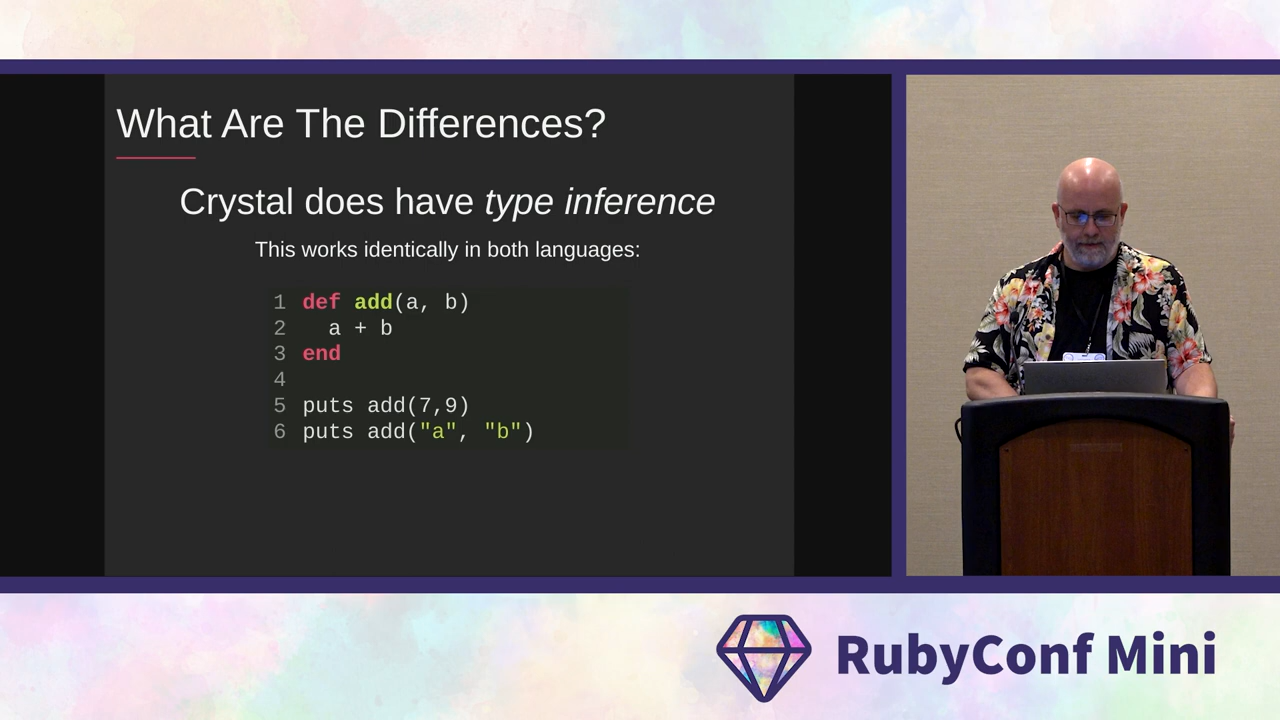 What Are The Differences?
Crystal does have type inference
This works identically in both languages:
1 def add(a, b)
2   a + b
3 end
4
5 puts add(7,9)
6 puts add("a", "b")
RubyConf Mini